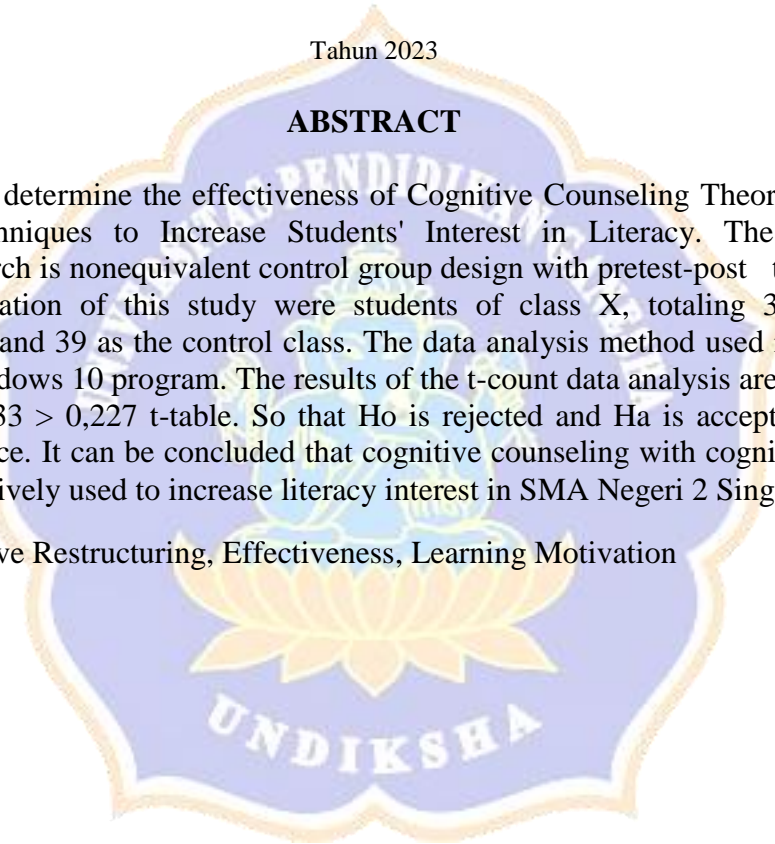 Tahun 2023
ABSTRACT
determine the effectiveness of Cognitive Counseling Theor
hniques to Increase Students' Interest in Literacy. The
rch is nonequivalent control group design with pretest-post t
ation of this study were students of class X, totaling 3
and 39 as the control class. The data analysis method used
dows 10 program. The results of the t-count data analysis are
33 > 0,227 t-table. So that Ho is rejected and Ha is accept
ce. It can be concluded that cognitive counseling with cogni
ively used to increase literacy interest in SMA Negeri 2 Sing
ve Restructuring, Effectiveness, Learning Motivation
UNIVERSITAS PENDIDIKAN GANESHA
UNDIKSHA